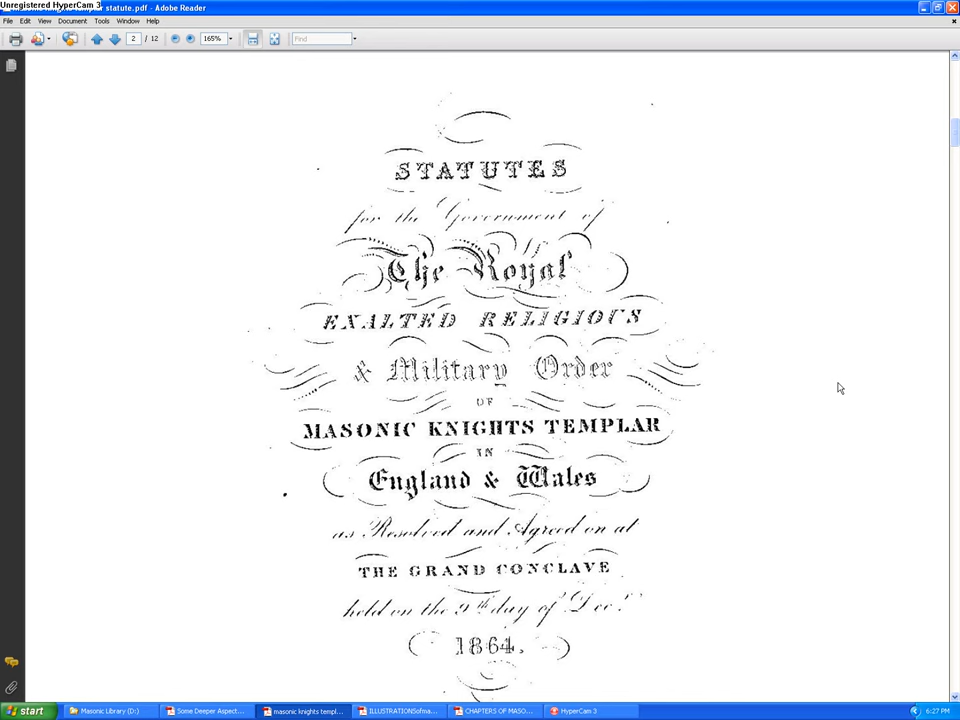 Unregistered HyperCam 3
statute.pdf - Adobe Reader
File Edit View Document Tools Window Help
2 / 12 165% Find
STATUTES
for the Government of
The Royal
EXALTED RELIGIOUS
& Military Order
OF
MASONIC KNIGHTS TEMPLAR
IN
England & Wales
as Resolved and Agreed on at
THE GRAND CONCLAVE
held on the 9th day of Decr.
1864.
start Masonic Library (D:) Some Deeper Aspect... masonic knights templ... ILLUSTRATIONSofma... CHAPTERS OF MASO... HyperCam 3 6:27 PM